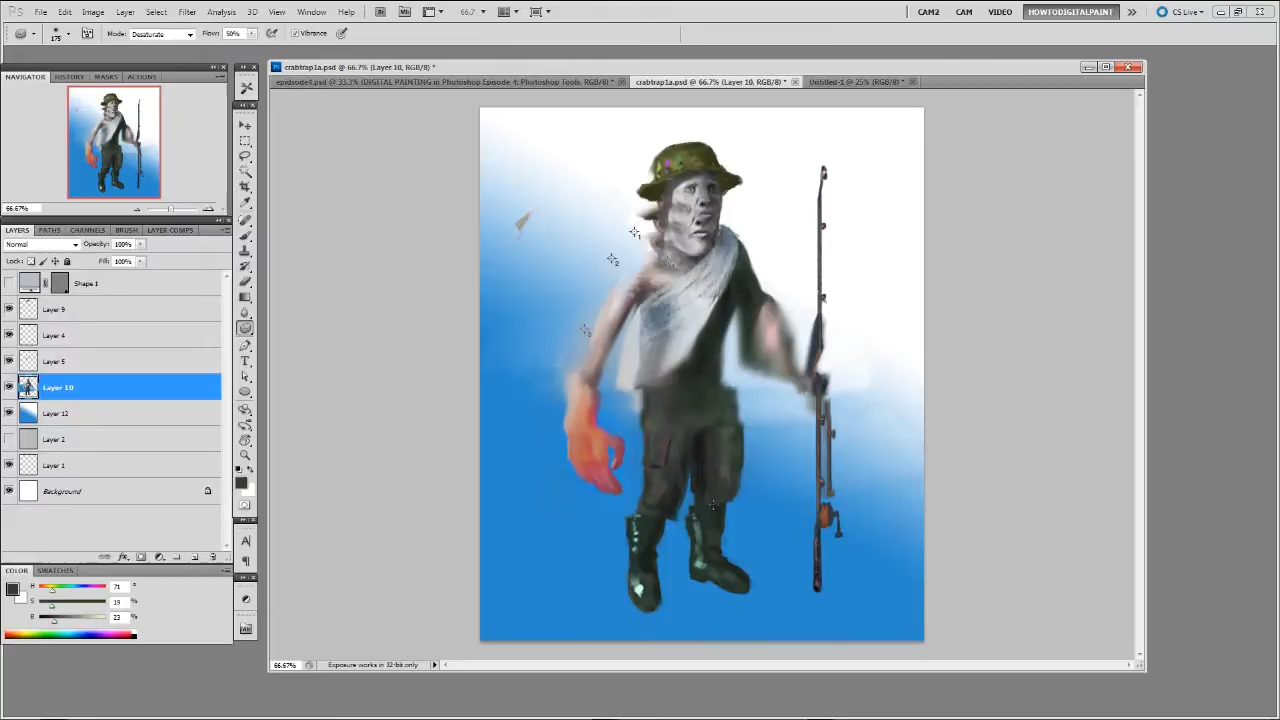 Ps File Edit Image Layer Select Filter Analysis 3D View Window Help Br Mb 66.7 CAM2 CAM VIDEO HOWTODIGITALPAINT CS Live
175 Mode: Desaturate Flow: 50% Vibrance
NAVIGATOR HISTORY MASKS ACTIONS
crabtrap1a.psd @ 66.7% (Layer 10, RGB/8) *
epidsode4.psd @ 33.3% (DIGITAL PAINTING in Photoshop Episode 4: Photoshop Tools, RGB/8) * crabtrap1a.psd @ 66.7% (Layer 10, RGB/8) * Untitled-1 @ 25% (RGB/8) *
66.67%
LAYERS PATHS CHANNELS BRUSH LAYER COMPS
Normal Opacity: 100%
Lock: Fill: 100%
Shape 1
Layer 9
Layer 4
Layer 5
Layer 10
Layer 12
Layer 2
Layer 1
Background
COLOR SWATCHES
H 71 °
S 19 %
B 23 %
66.67% Exposure works in 32-bit only